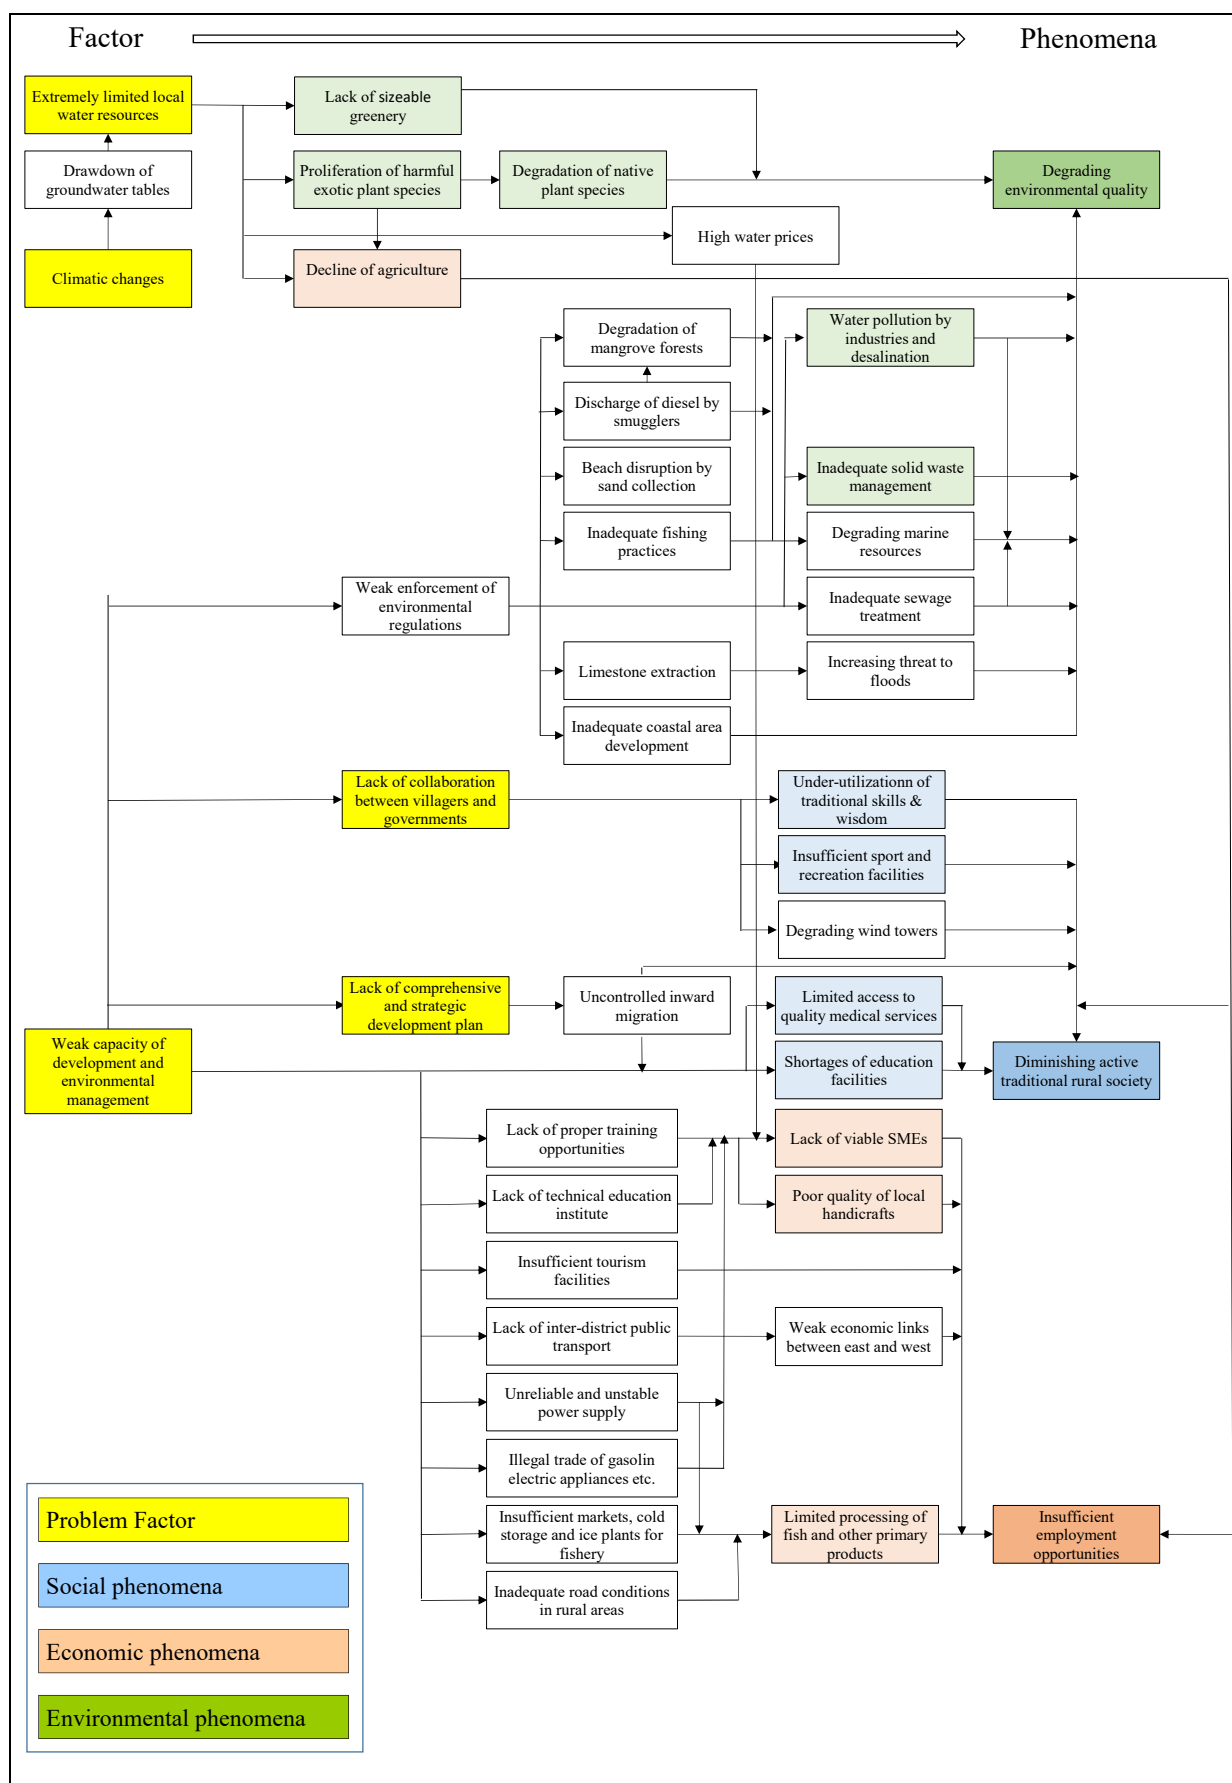 Factor
Phenomena
Extremely limited local
water resources
Lack of sizeable
greenery
Drawdown of
groundwater tables
Proliferation of harmful
exotic plant species
Degradation of native
plant species
Degrading
environmental quality
High water prices
Climatic changes
Decline of agriculture
Degradation of
mangrove forests
Water pollution by
industries and
desalination
Discharge of diesel by
smugglers
Beach disruption by
sand collection
Inadequate solid waste
management
Inadequate fishing
practices
Degrading marine
resources
Weak enforcement of
environmental
regulations
Inadequate sewage
treatment
Limestone extraction
Increasing threat to
floods
Inadequate coastal area
development
Lack of collaboration
between villagers and
governments
Under-utilizationn of
traditional skills &
wisdom
Insufficient sport and
recreation facilities
Degrading wind towers
Lack of comprehensive
and strategic
development plan
Uncontrolled inward
migration
Limited access to
quality medical services
Weak capacity of
development and
environmental
management
Shortages of education
facilities
Diminishing active
traditional rural society
Lack of proper training
opportunities
Lack of viable SMEs
Lack of technical education
institute
Poor quality of local
handicrafts
Insufficient tourism
facilities
Lack of inter-district public
transport
Weak economic links
between east and west
Unreliable and unstable
power supply
Illegal trade of gasolin
electric appliances etc.
Insufficient markets, cold
storage and ice plants for
fishery
Limited processing of
fish and other primary
products
Insufficient
employment
opportunities
Inadequate road conditions
in rural areas
Problem Factor
Social phenomena
Economic phenomena
Environmental phenomena